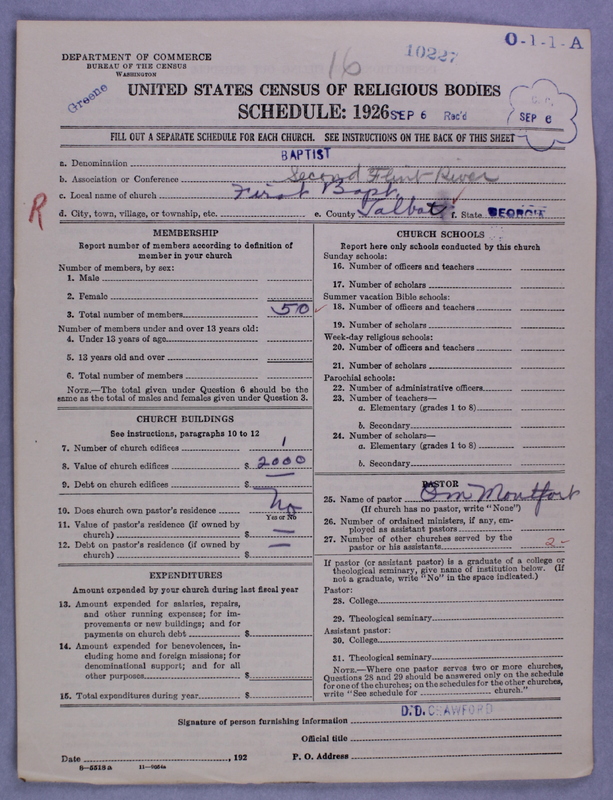 DEPARTMENT OF COMMERCE
BUREAU OF THE CENSUS
WASHINGTON
Greene
16
10227
O-1-1-A
UNITED STATES CENSUS OF RELIGIOUS BODIES
SCHEDULE: 1926
SEP 6 Rec'd
SEP 6
FILL OUT A SEPARATE SCHEDULE FOR EACH CHURCH. SEE INSTRUCTIONS ON THE BACK OF THIS SHEET
a. Denomination BAPTIST
b. Association or Conference Second Flint River
c. Local name of church First Bapt.
R
d. City, town, village, or township, etc. e. County Talbot f. State GEORGIA
MEMBERSHIP
Report number of members according to definition of
member in your church
Number of members, by sex:
1. Male
2. Female
3. Total number of members 50
Number of members under and over 13 years old:
4. Under 13 years of age
5. 13 years old and over
6. Total number of members
NOTE.—The total given under Question 6 should be the
same as the total of males and females given under Question 3.
CHURCH BUILDINGS
See instructions, paragraphs 10 to 12
7. Number of church edifices 1
8. Value of church edifices $ 2000
9. Debt on church edifices $ —
10. Does church own pastor's residence No
Yes or No
11. Value of pastor's residence (if owned by
church) $ —
12. Debt on pastor's residence (if owned by
church) $ —
EXPENDITURES
Amount expended by your church during last fiscal year
13. Amount expended for salaries, repairs,
and other running expenses; for im-
provements or new buildings; and for
payments on church debt $
14. Amount expended for benevolences, in-
cluding home and foreign missions; for
denominational support; and for all
other purposes $
15. Total expenditures during year $
CHURCH SCHOOLS
Report here only schools conducted by this church
Sunday schools:
16. Number of officers and teachers
17. Number of scholars
Summer vacation Bible schools:
18. Number of officers and teachers
19. Number of scholars
Week-day religious schools:
20. Number of officers and teachers
21. Number of scholars
Parochial schools:
22. Number of administrative officers
23. Number of teachers—
a. Elementary (grades 1 to 8)
b. Secondary
24. Number of scholars—
a. Elementary (grades 1 to 8)
b. Secondary
PASTOR
25. Name of pastor O M Montfort
(If church has no pastor, write "None")
26. Number of ordained ministers, if any, em-
ployed as assistant pastors
27. Number of other churches served by the
pastor or his assistants 2-
If pastor (or assistant pastor) is a graduate of a college or
theological seminary, give name of institution below. (If
not a graduate, write "No" in the space indicated.)
Pastor:
28. College
29. Theological seminary
Assistant pastor:
30. College
31. Theological seminary
NOTE.—Where one pastor serves two or more churches,
Questions 28 and 29 should be answered only on the schedule
for one of the churches; on the schedules for the other churches,
write "See schedule for church."
Signature of person furnishing information D.D. CRAWFORD
Official title
Date , 192 P. O. Address
8-5518a